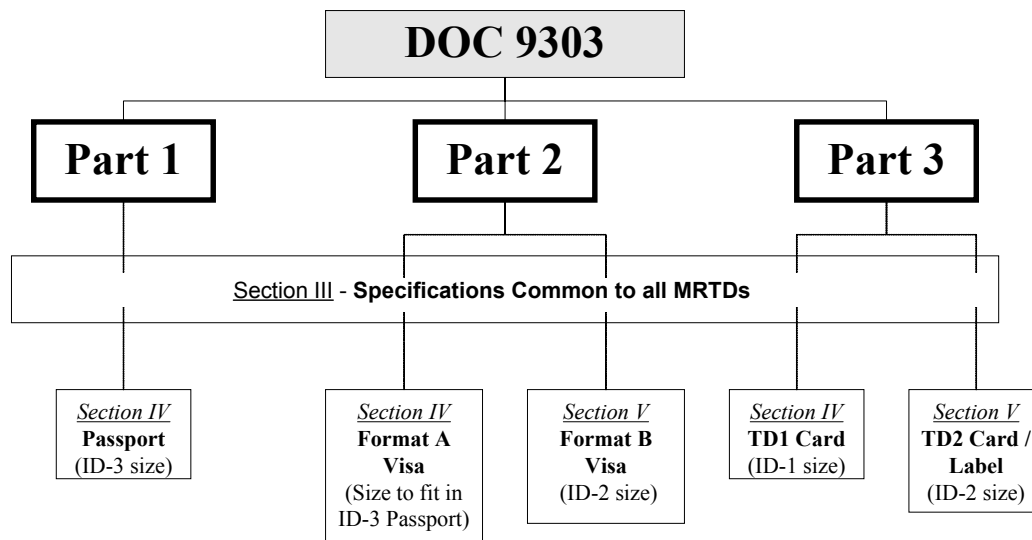 DOC 9303
Part 1
Part 2
Part 3
Section III - Specifications Common to all MRTDs
Section IV
Passport
(ID-3 size)
Section IV
Format A
Visa
(Size to fit in
ID-3 Passport)
Section V
Format B
Visa
(ID-2 size)
Section IV
TD1 Card
(ID-1 size)
Section V
TD2 Card /
Label
(ID-2 size)